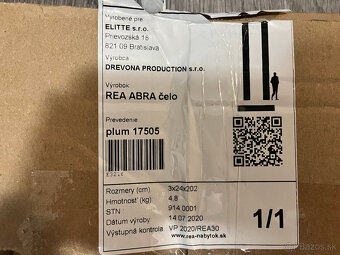 Vyrobené pre
ELITTE s.r.o.
Prievozská 18
821 09 Bratislava
Výrobca
DREVONA PRODUCTION s.r.o.
Výrobok
REA ABRA čelo
Prevedenie
plum 17505
Rozmery (cm) 3x24x202
Hmotnosť (kg) 4.8
STN 914 0001
Dátum výroby 14.07.2020
Výstupná kontrola VP 2020/REA30
1/1
www.rea-nabytok.sk
bazos.sk